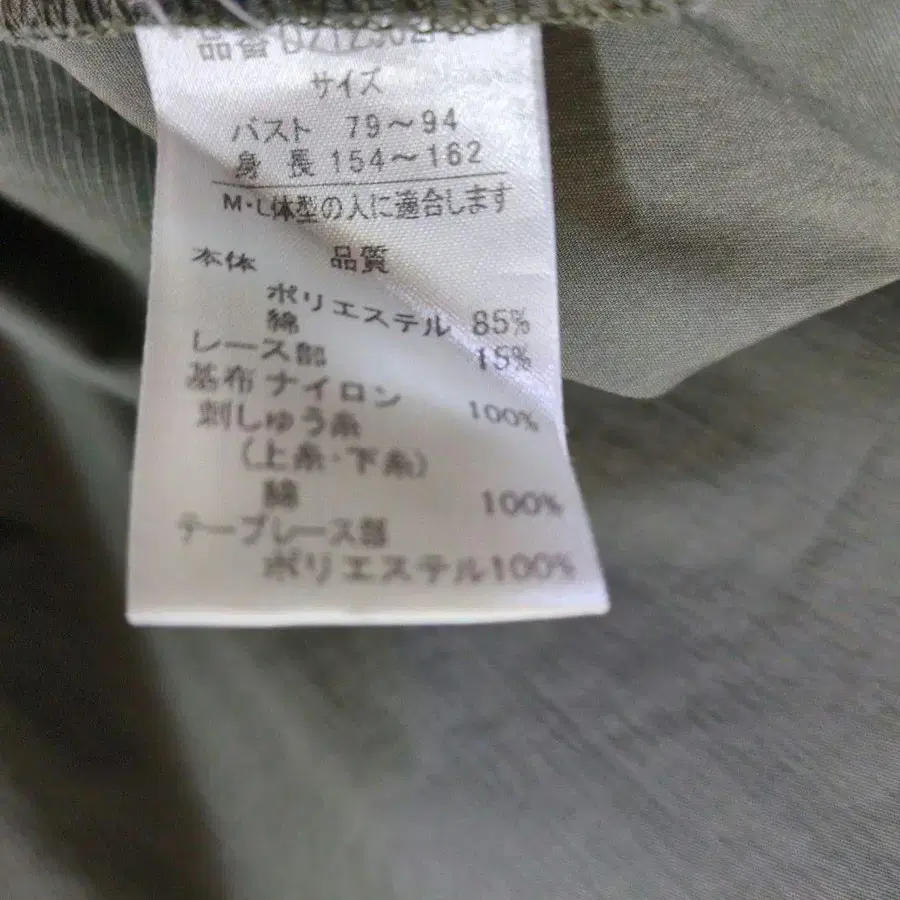 品番
サイズ
バスト 79～94
身長 154～162
M・L体型の人に適合します
本体 品質
ポリエステル 85%
綿 15%
レース部
基布 ナイロン 100%
刺しゅう糸
(上糸・下糸)
綿 100%
テープレース部
ポリエステル100%